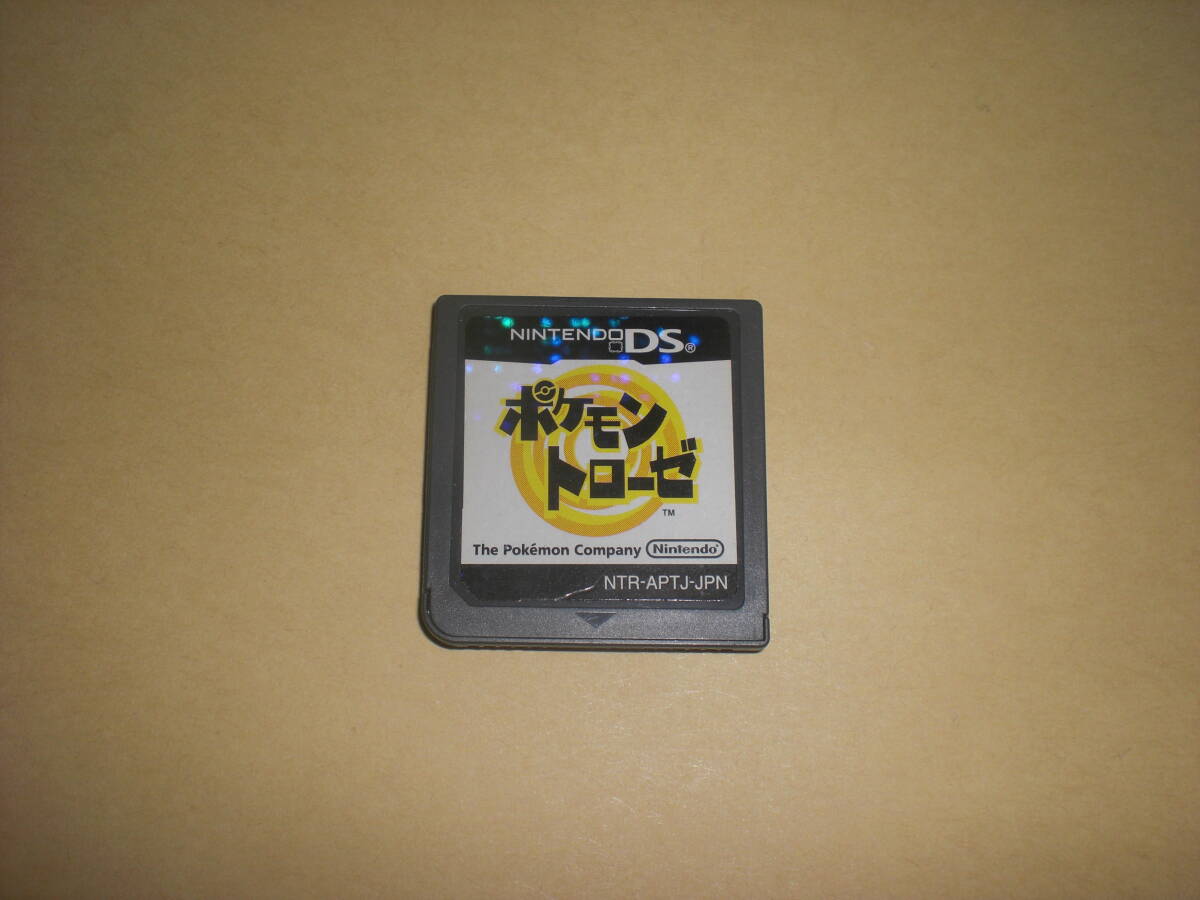 NINTENDO DS®
ポケモン
トローゼ
™
The Pokémon Company Nintendo®
NTR-APTJ-JPN